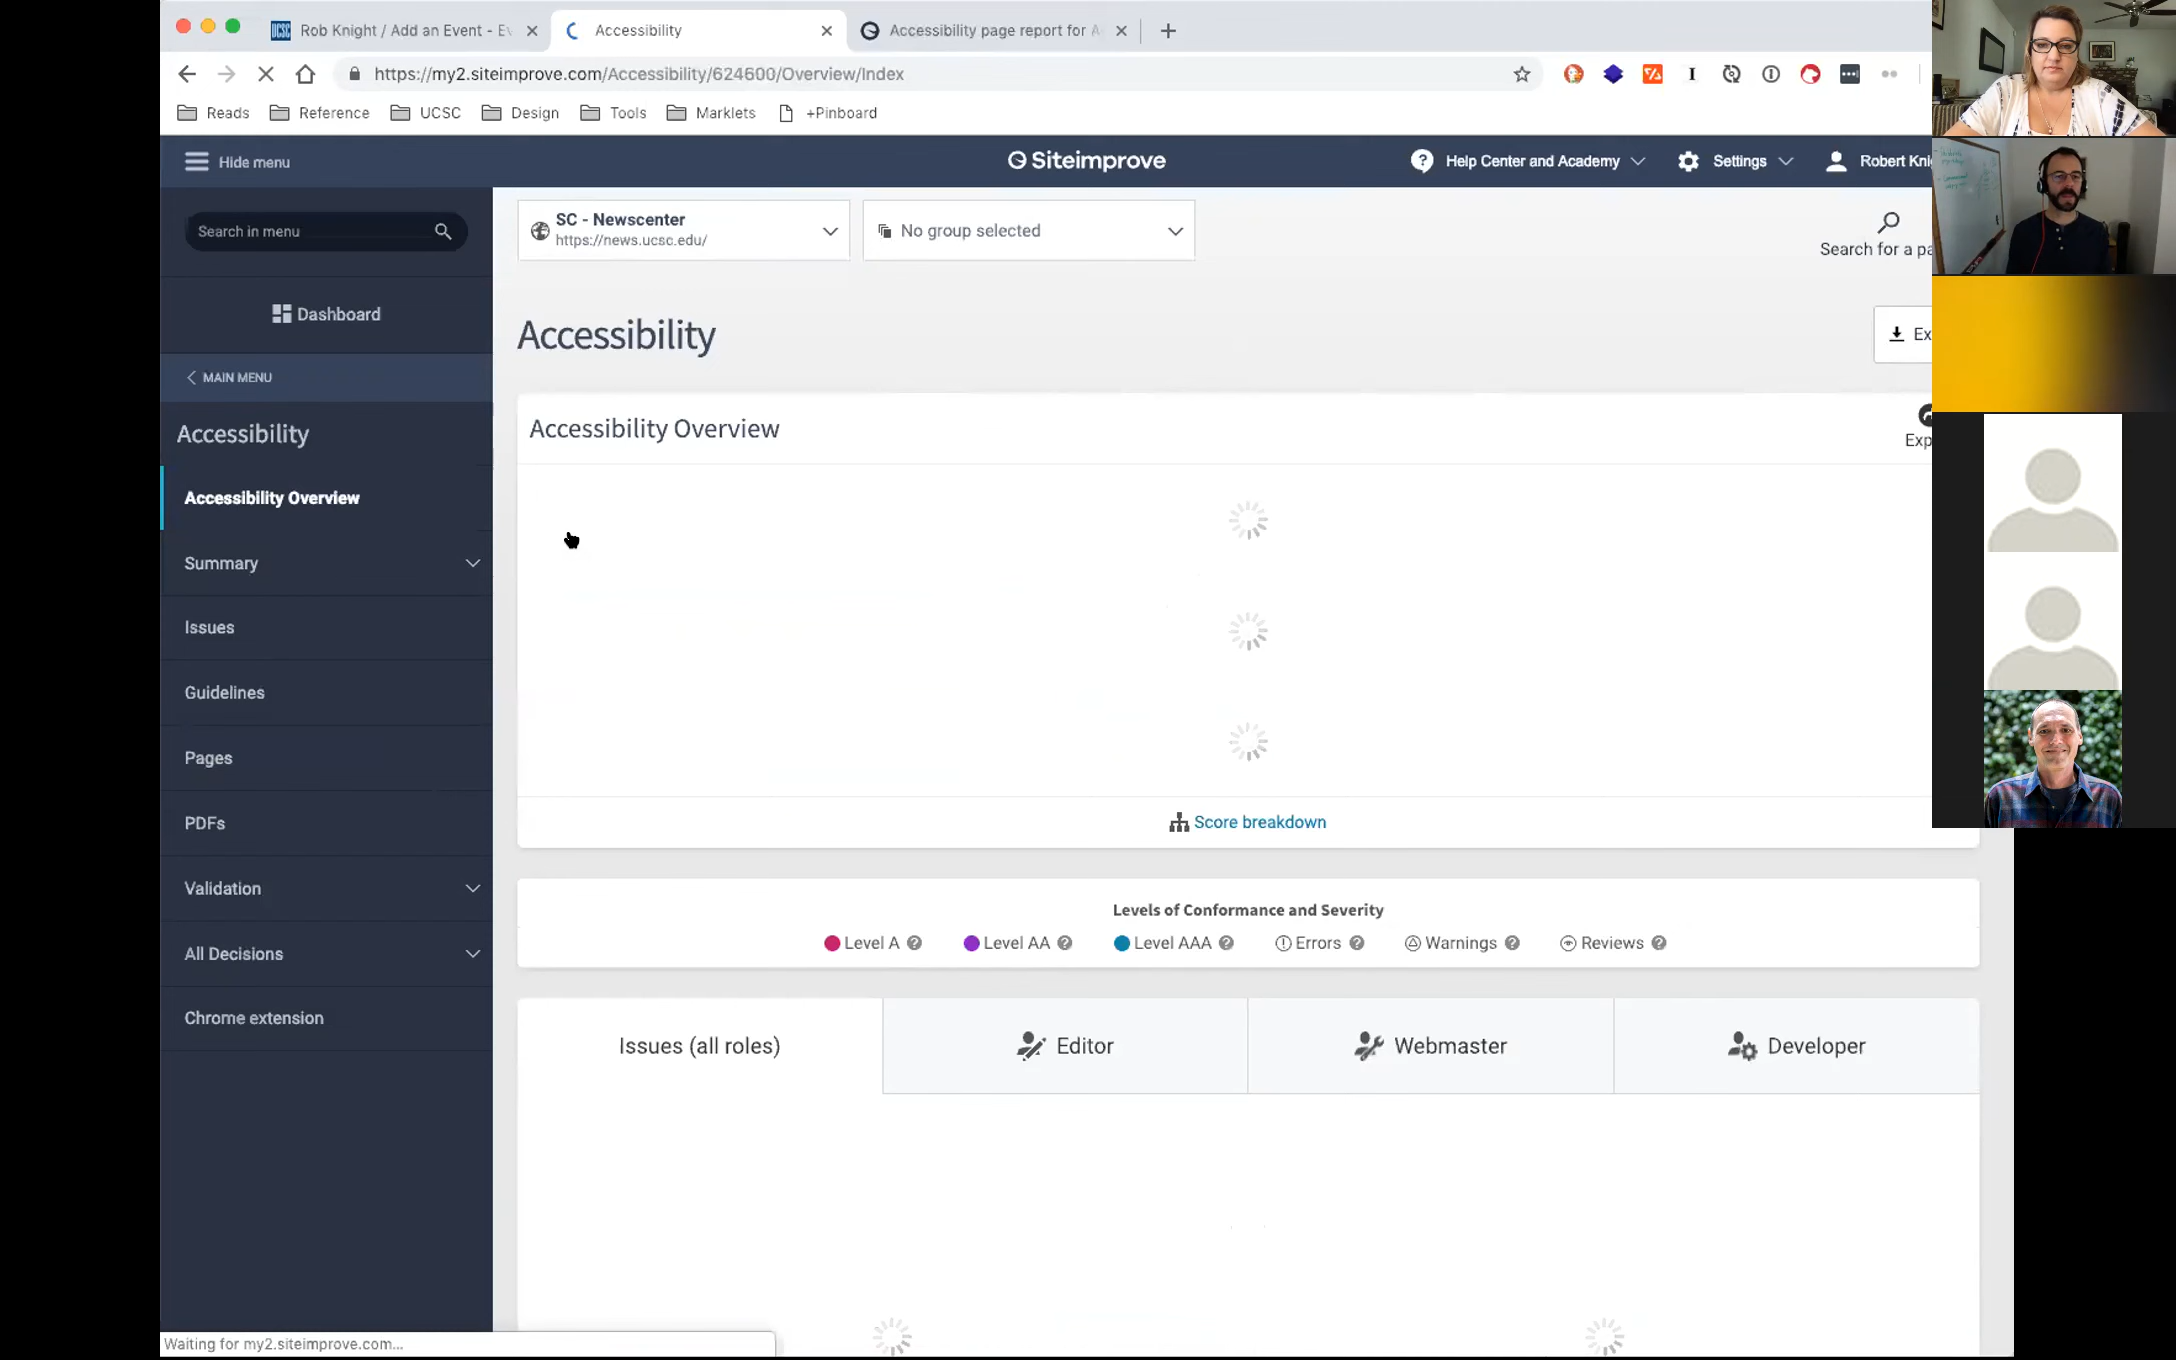 Rob Knight / Add an Event - Ev
Accessibility
Accessibility page report for A
https://my2.siteimprove.com/Accessibility/624600/Overview/Index
Reads
Reference
UCSC
Design
Tools
Marklets
+Pinboard
Hide menu
Siteimprove
Help Center and Academy
Settings
Robert Kni
Search in menu
SC - Newscenter
https://news.ucsc.edu/
No group selected
Search for a pa
Dashboard
Accessibility
Ex
MAIN MENU
Accessibility
Accessibility Overview
Exp
Accessibility Overview
Summary
Issues
Guidelines
Pages
PDFs
Validation
All Decisions
Chrome extension
Score breakdown
Levels of Conformance and Severity
Level A
Level AA
Level AAA
Errors
Warnings
Reviews
Issues (all roles)
Editor
Webmaster
Developer
Waiting for my2.siteimprove.com...